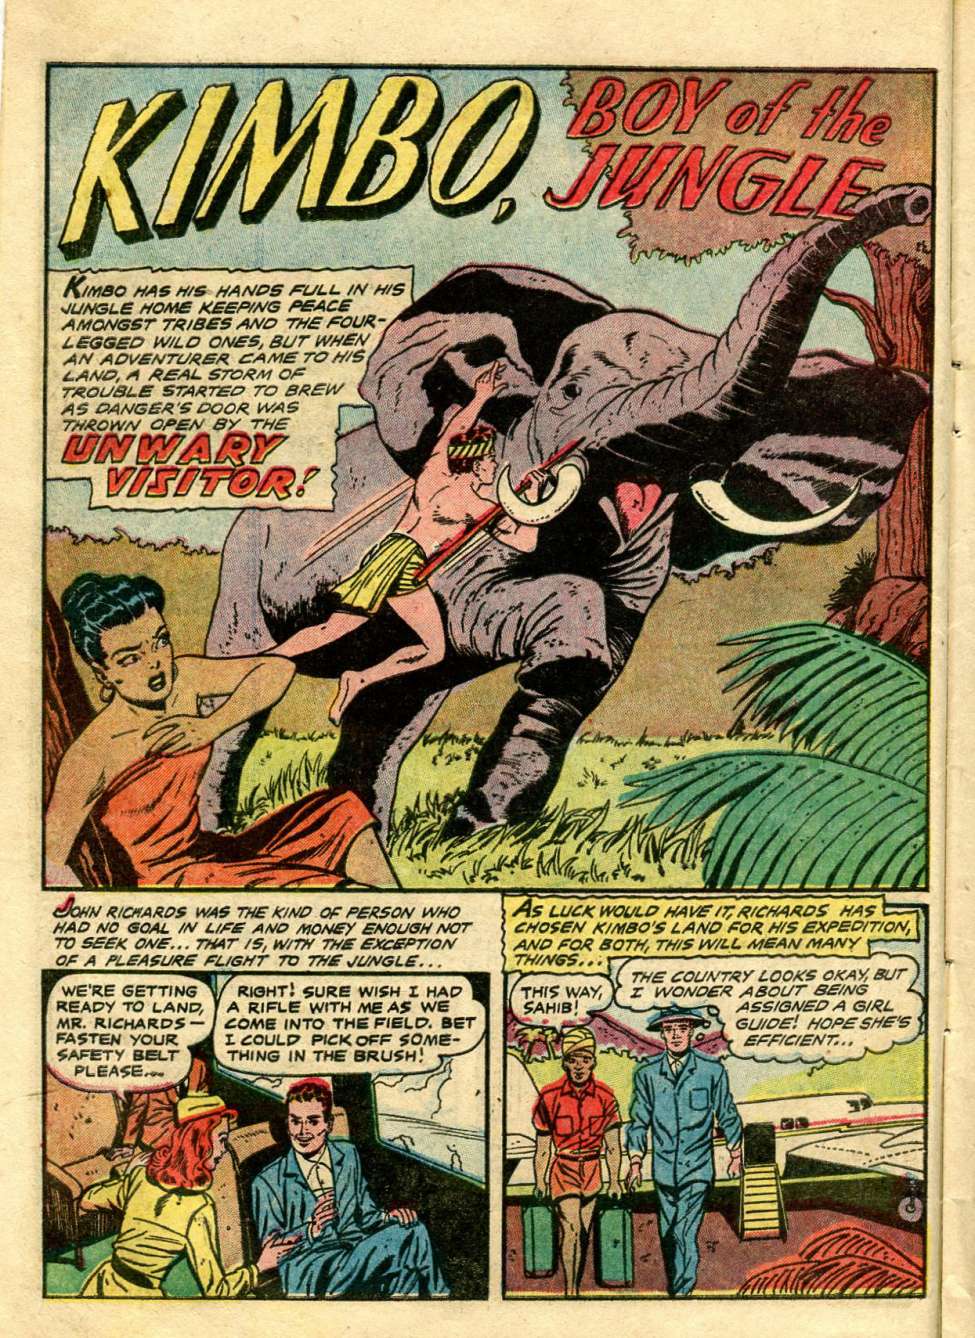 KIMBO,
BOY of the
JUNGLE
KIMBO HAS HIS HANDS FULL IN HIS
JUNGLE HOME KEEPING PEACE
AMONGST TRIBES AND THE FOUR-
LEGGED WILD ONES, BUT WHEN
AN ADVENTURER CAME TO HIS
LAND, A REAL STORM OF
TROUBLE STARTED TO BREW
AS DANGER'S DOOR WAS
THROWN OPEN BY THE
UNWARY
VISITOR!
JOHN RICHARDS WAS THE KIND OF PERSON WHO
HAD NO GOAL IN LIFE AND MONEY ENOUGH NOT
TO SEEK ONE... THAT IS, WITH THE EXCEPTION
OF A PLEASURE FLIGHT TO THE JUNGLE...
WE'RE GETTING
READY TO LAND,
MR. RICHARDS—
FASTEN YOUR
SAFETY BELT
PLEASE...
RIGHT! SURE WISH I HAD
A RIFLE WITH ME AS WE
COME INTO THE FIELD. BET
I COULD PICK OFF SOME-
THING IN THE BRUSH!
AS LUCK WOULD HAVE IT, RICHARDS HAS
CHOSEN KIMBO'S LAND FOR HIS EXPEDITION,
AND FOR BOTH, THIS WILL MEAN MANY
THINGS...
THIS WAY,
SAHIB!
THE COUNTRY LOOKS OKAY, BUT
I WONDER ABOUT BEING
ASSIGNED A GIRL
GUIDE! HOPE SHE'S
EFFICIENT...